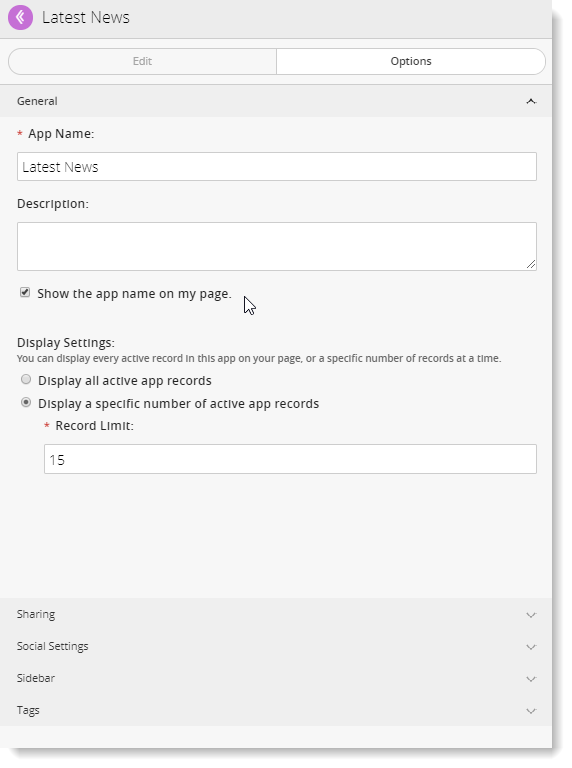 Latest News
Edit
Options
General
* App Name:
Latest News
Description:
Show the app name on my page.
Display Settings:
You can display every active record in this app on your page, or a specific number of records at a time.
Display all active app records
Display a specific number of active app records
* Record Limit:
15
Sharing
Social Settings
Sidebar
Tags